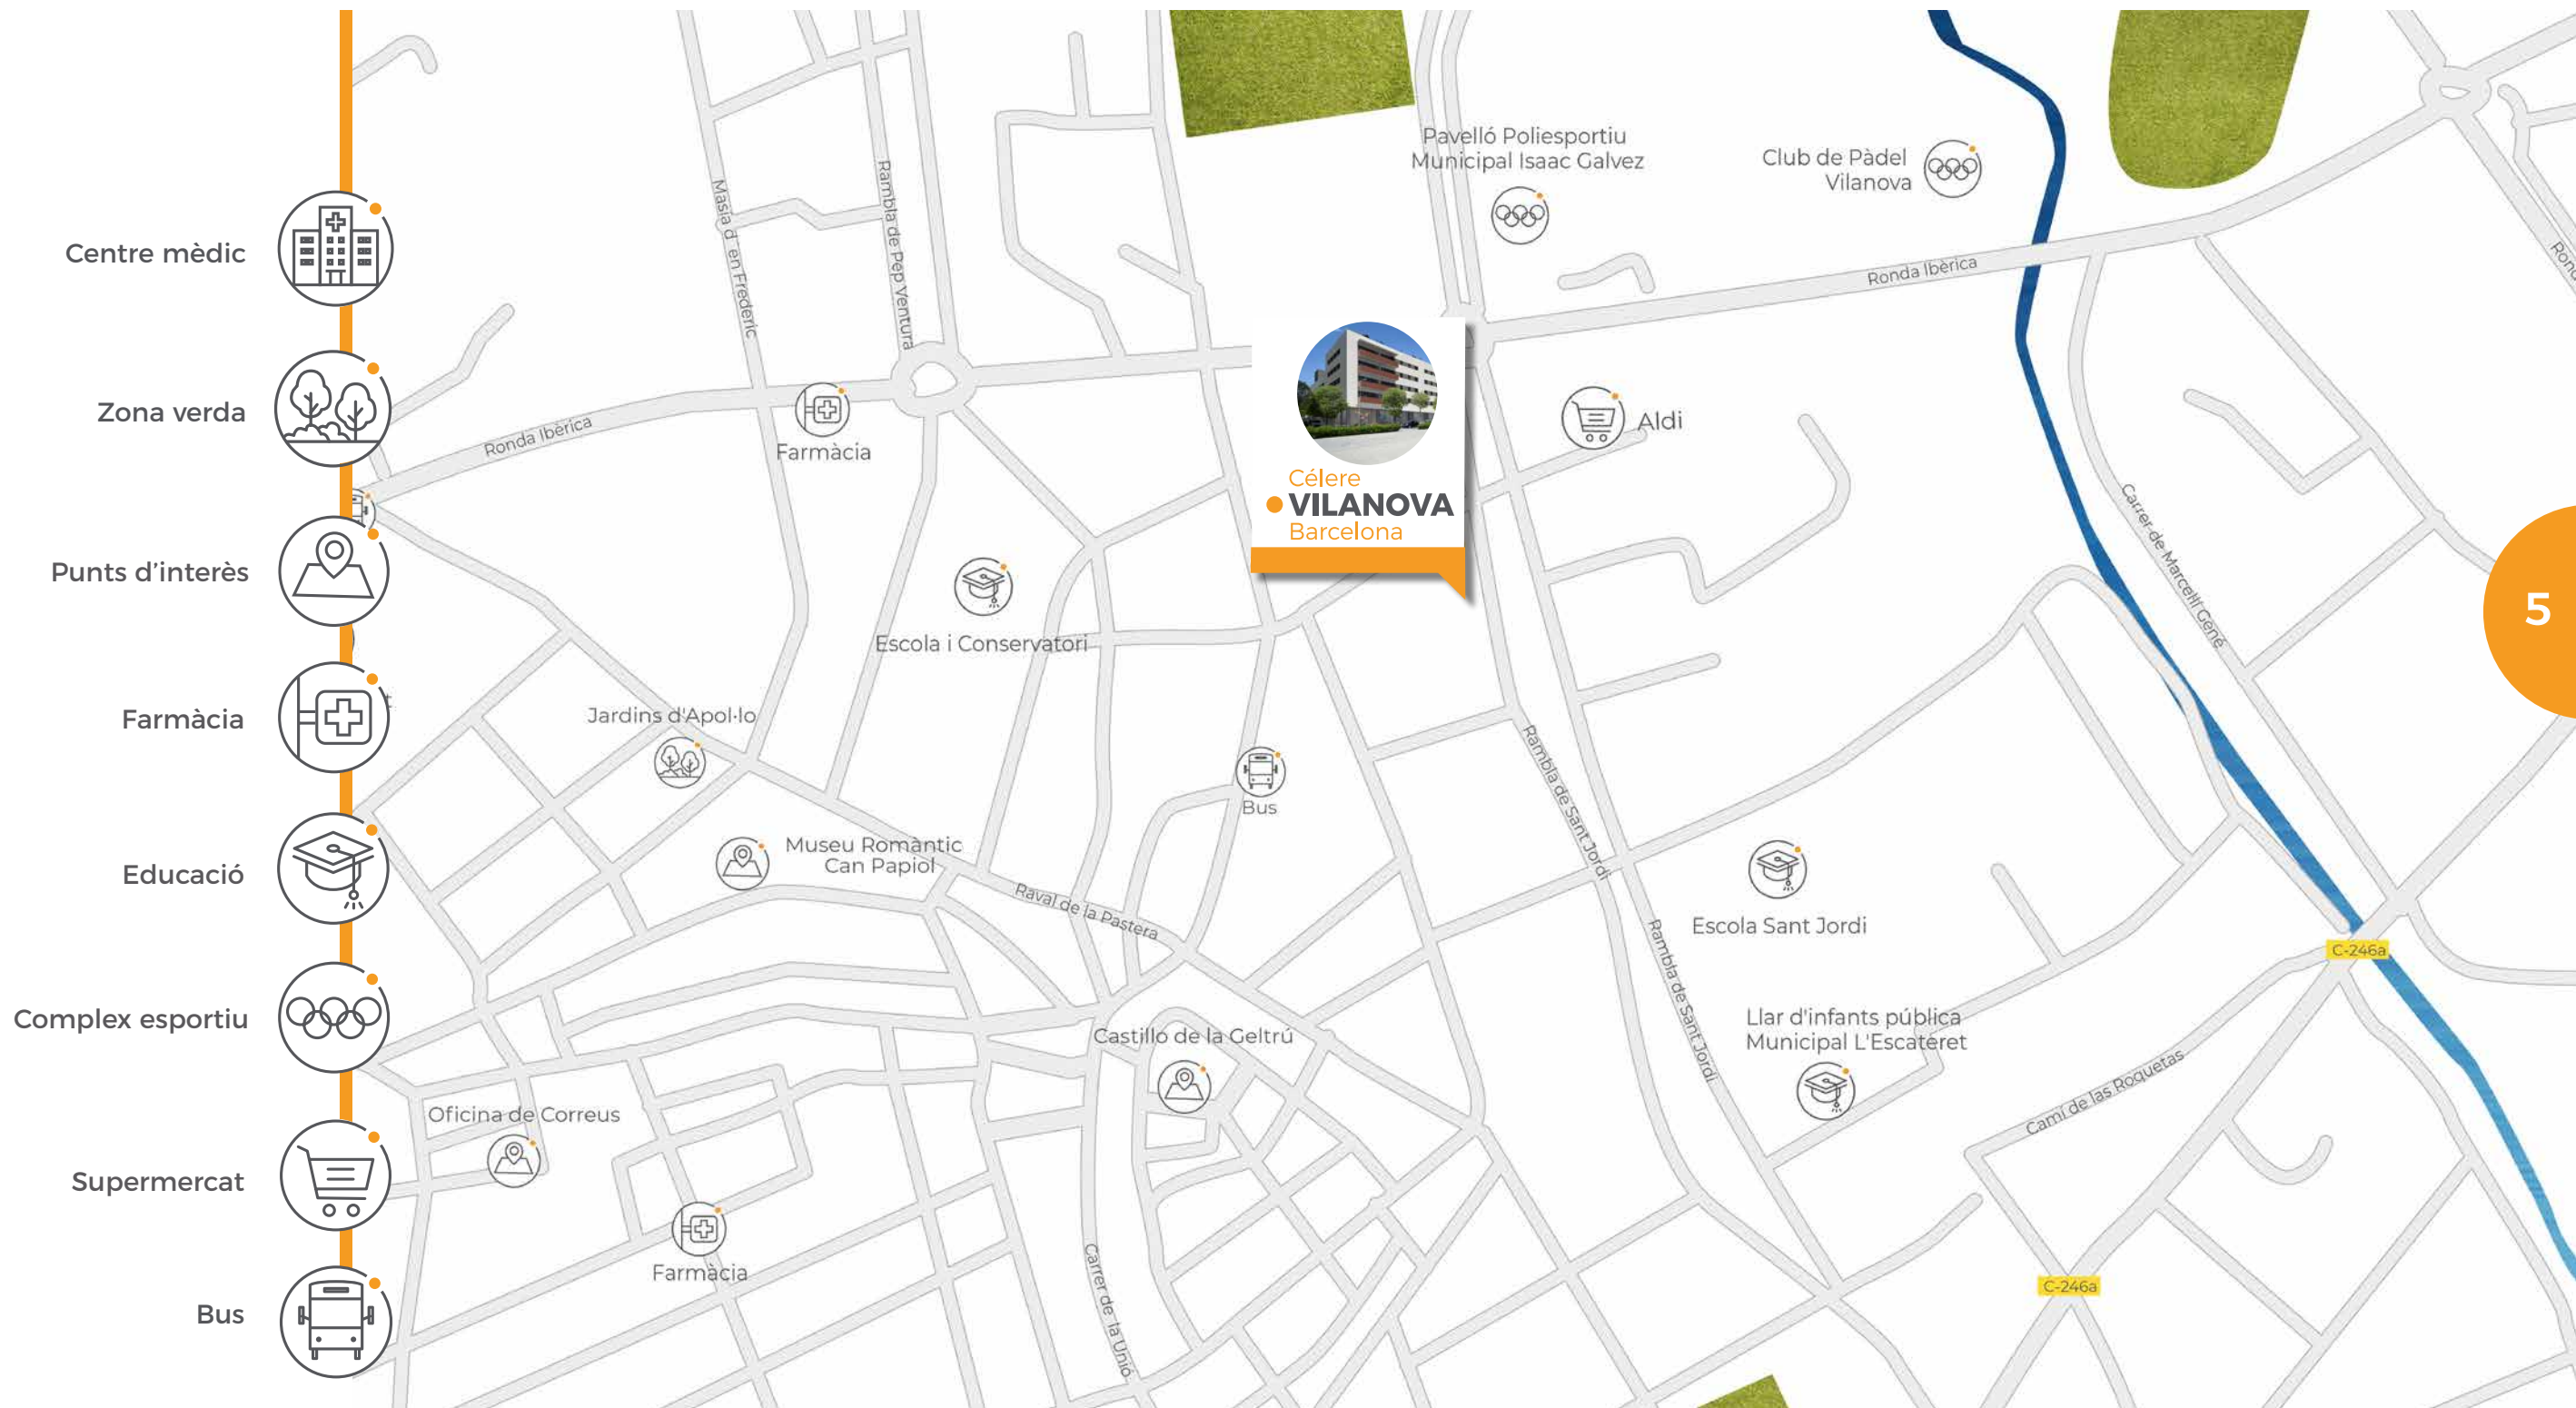 Centre mèdic
Zona verda
Punts d'interès
Farmàcia
Educació
Complex esportiu
Supermercat
Bus
Masia d´en Frederic
Rambla de Pep Ventura
Pavelló Poliesportiu
Municipal Isaac Galvez
Club de Pàdel
Vilanova
Ronda Ibèrica
Ronda Ibèrica
Farmàcia
Célere
VILANOVA
Barcelona
Aldi
Carrer de Marcel·lí Gené
5
Escola i Conservatori
Jardins d'Apol·lo
Bus
Rambla de Sant Jordi
Museu Romàntic
Can Papiol
Raval de la Pastera
Escola Sant Jordi
Rambla de Sant Jordi
C-246a
Llar d'infants pública
Municipal L'Escateret
Castillo de la Geltrú
Camí de las Roquetas
Oficina de Correus
Farmàcia
Carrer de la Unió
C-246a